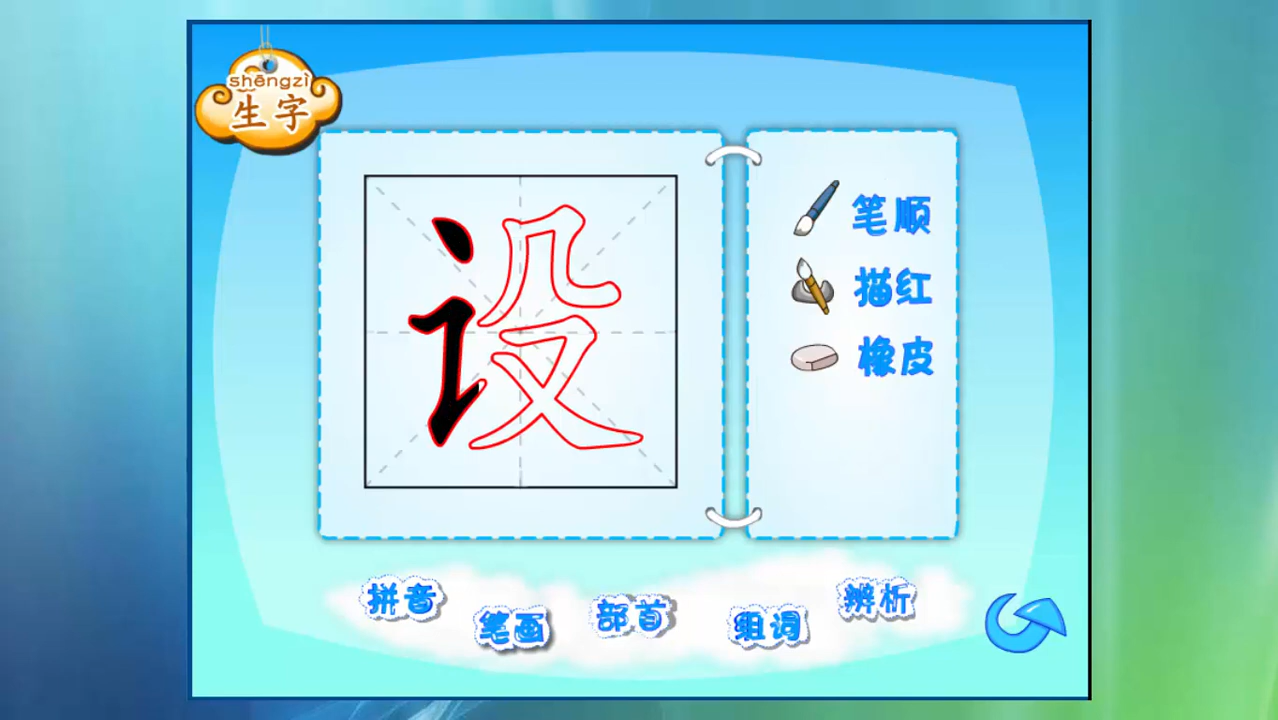 shēngzì
生字
设
笔顺
描红
橡皮
拼音
笔画
部首
组词
辨析